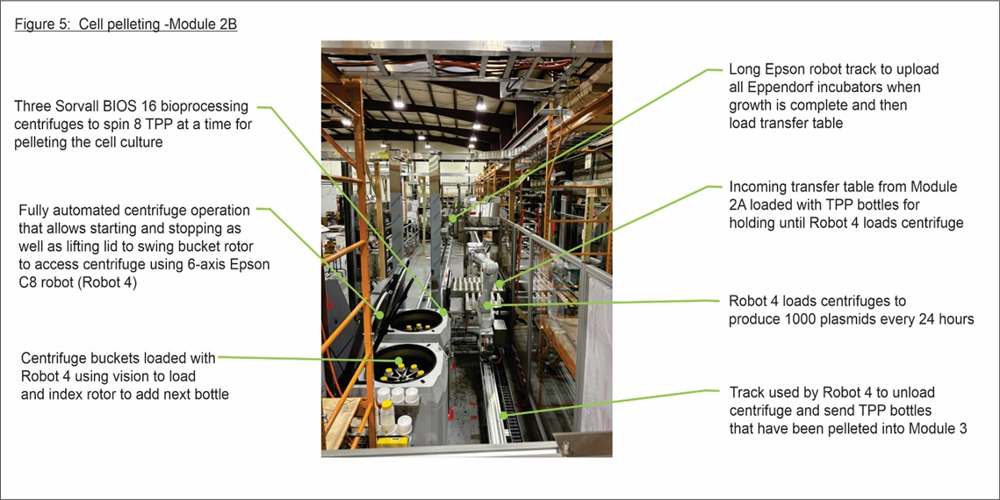 Figure 5:  Cell pelleting -Module 2B
Three Sorvall BIOS 16 bioprocessing
centrifuges to spin 8 TPP at a time for
pelleting the cell culture
Fully automated centrifuge operation
that allows starting and stopping as
well as lifting lid to swing bucket rotor
to access centrifuge using 6-axis Epson
C8 robot (Robot 4)
Centrifuge buckets loaded with
Robot 4 using vision to load
and index rotor to add next bottle
Long Epson robot track to upload
all Eppendorf incubators when
growth is complete and then
load transfer table
Incoming transfer table from Module
2A loaded with TPP bottles for
holding until Robot 4 loads centrifuge
Robot 4 loads centrifuges to
produce 1000 plasmids every 24 hours
Track used by Robot 4 to unload
centrifuge and send TPP bottles
that have been pelleted into Module 3